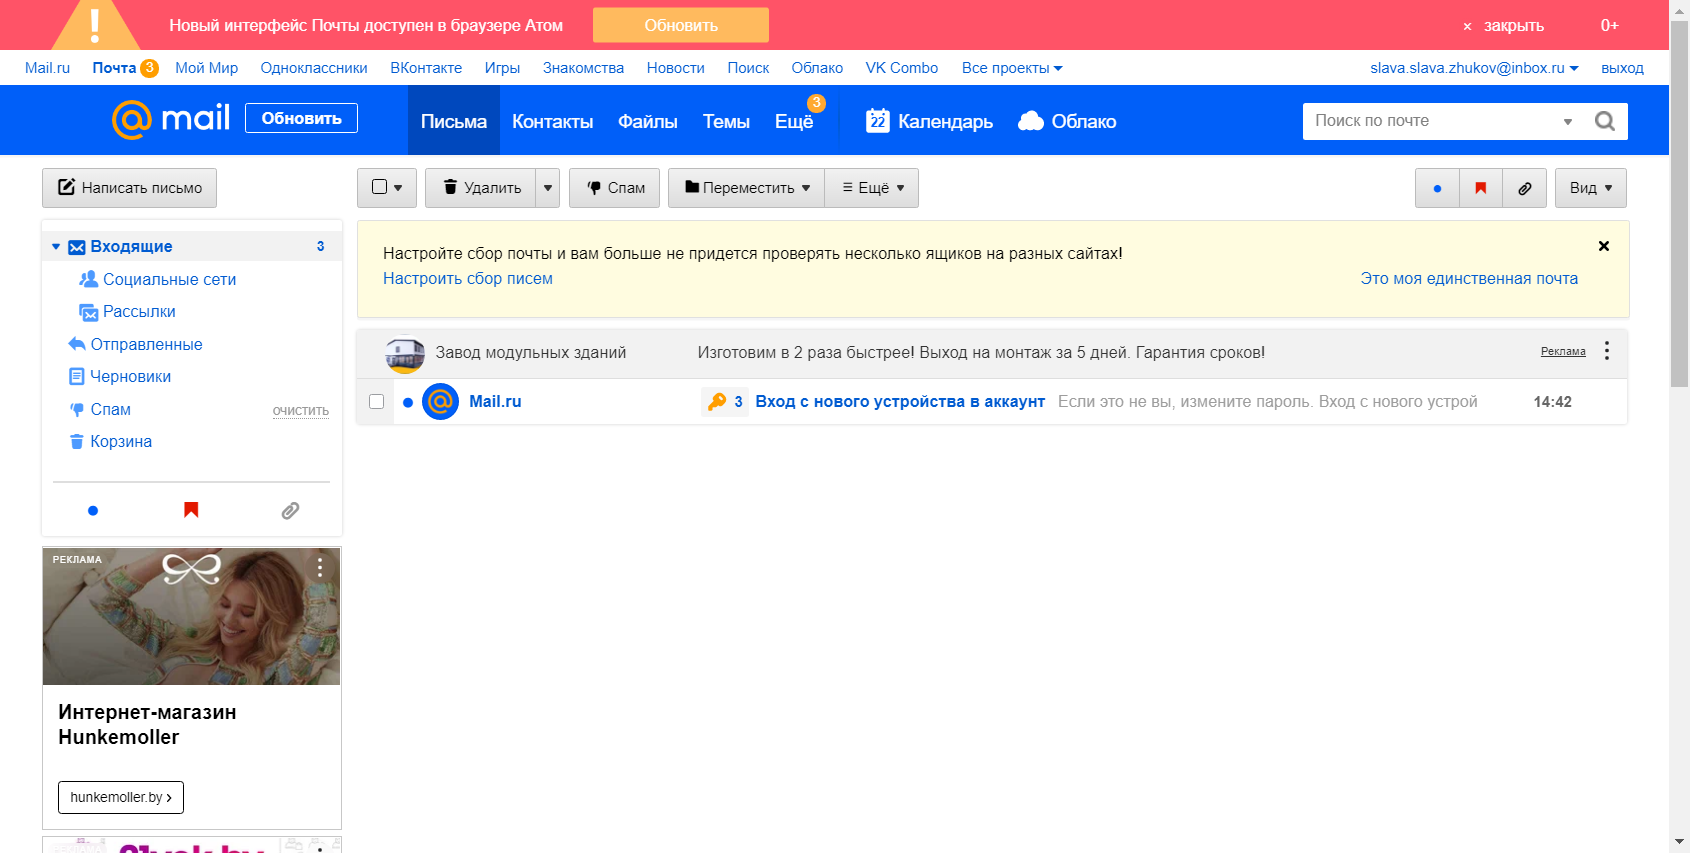 Новый интерфейс Почты доступен в браузере Атом Обновить × закрыть 0+
Mail.ru Почта 3 Мой Мир Одноклассники ВКонтакте Игры Знакомства Новости Поиск Облако VK Combo Все проекты slava.slava.zhukov@inbox.ru выход
@mail Обновить Письма Контакты Файлы Темы Ещё 3 22 Календарь Облако Поиск по почте
Написать письмо Удалить Спам Переместить Ещё Вид
Входящие 3
Социальные сети
Рассылки
Отправленные
Черновики
Спам очистить
Корзина
Настройте сбор почты и вам больше не придется проверять несколько ящиков на разных сайтах!
Настроить сбор писем Это моя единственная почта
Завод модульных зданий Изготовим в 2 раза быстрее! Выход на монтаж за 5 дней. Гарантия сроков! Реклама
Mail.ru 3 Вход с нового устройства в аккаунт Если это не вы, измените пароль. Вход с нового устрой 14:42
РЕКЛАМА
Интернет-магазин
Hunkemoller
hunkemoller.by ›